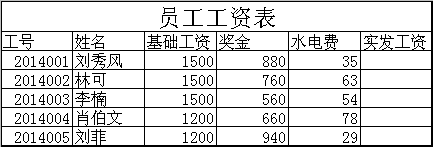 员工工资表
工号 姓名 基础工资 奖金 水电费 实发工资
2014001 刘秀风 1500 880 35
2014002 林可 1500 760 63
2014003 李楠 1500 560 54
2014004 肖伯文 1200 660 78
2014005 刘菲 1200 940 29